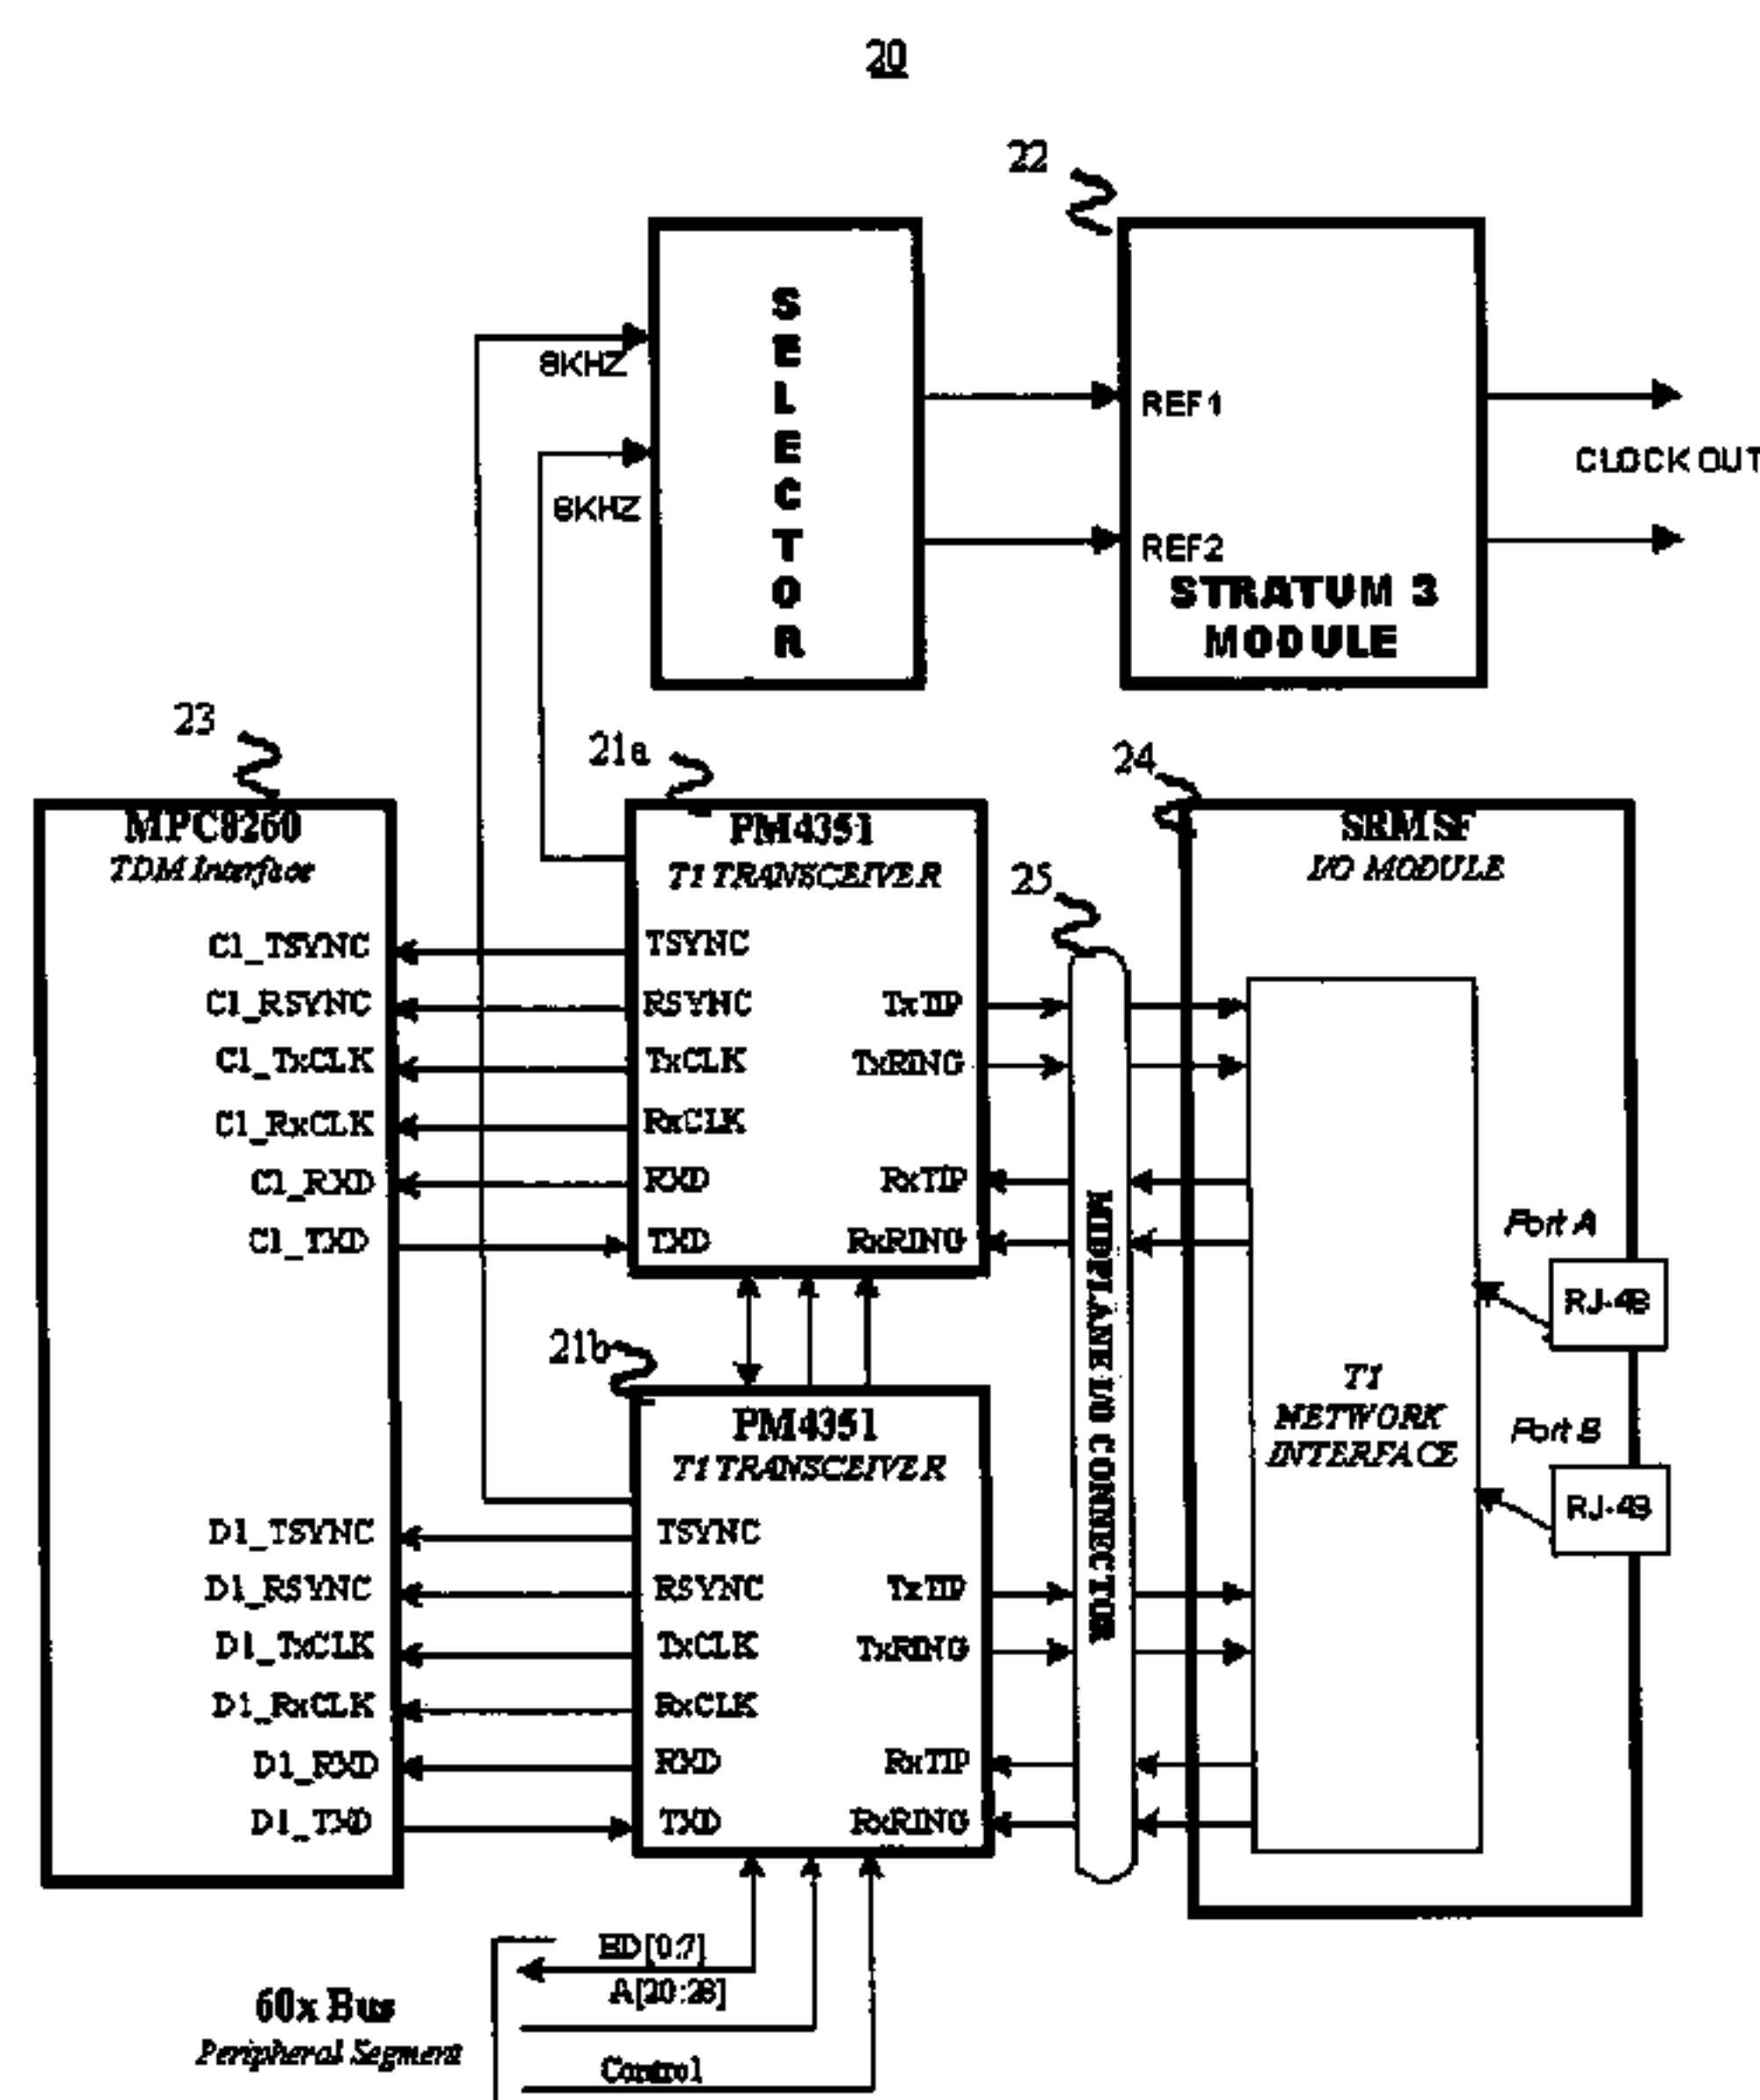 20
22
SELECTOR
8KHZ
8KHZ
REF1
REF2
STRATUM 3
MODULE
CLOCK OUT
23
MPC8260
TDM Interface
C1_TSYNC
C1_RSYNC
C1_TxCLK
C1_RxCLK
C1_RXD
C1_TXD
D1_TSYNC
D1_RSYNC
D1_TxCLK
D1_RxCLK
D1_RXD
D1_TXD
21a
PM4351
T1 TRANSCEIVER
TSYNC
RSYNC
TxCLK
RxCLK
RXD
TXD
TxTIP
TxRING
RxTIP
RxRING
21b
PM4351
T1 TRANSCEIVER
TSYNC
RSYNC
TxCLK
RxCLK
RXD
TXD
TxTIP
TxRING
RxTIP
RxRING
25
MIDPLANE I/O CONNECTOR
24
SRMSF
I/O MODULE
T1
NETWORK
INTERFACE
Port A
RJ-48
Port B
RJ-48
60x Bus
Peripheral Segment
BD[0:7]
A[20:28]
Control